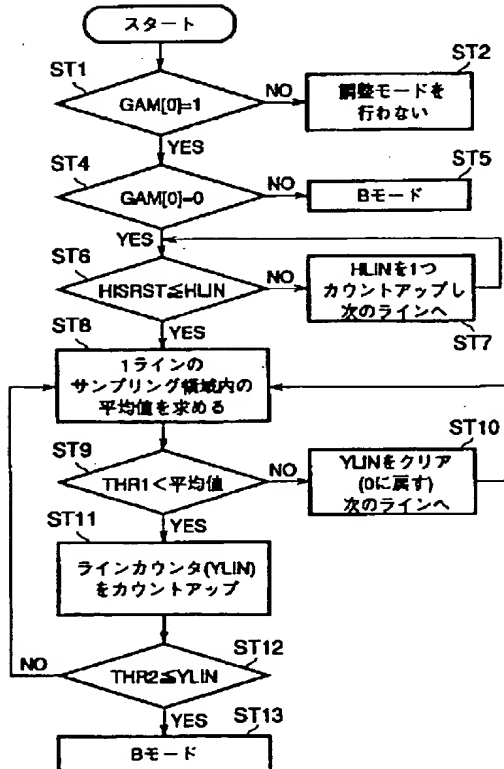 スタート
ST1
GAM[0]=1
NO
ST2
調整モードを
行わない
YES
ST4
GAM[0]=0
NO
ST5
Bモード
YES
ST6
HISRST≦HLIN
NO
HLINを1つ
カウントアップし
次のラインへ
ST7
YES
ST8
1ラインの
サンプリング領域内の
平均値を求める
ST9
THR1<平均値
NO
ST10
YLINをクリア
(0に戻す)
次のラインへ
YES
ST11
ラインカウンタ(YLIN)
をカウントアップ
ST12
THR2≦YLIN
NO
YES
ST13
Bモード